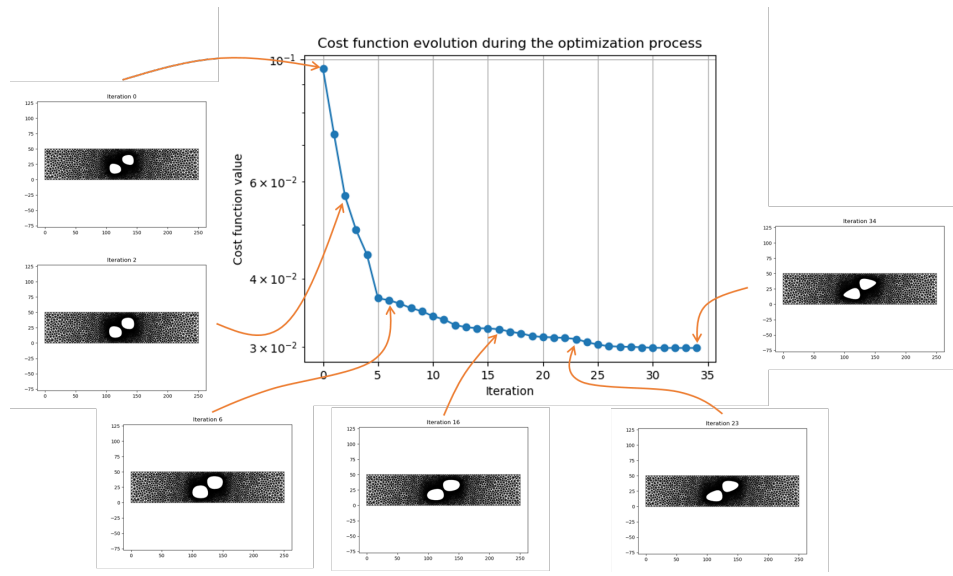 Cost function evolution during the optimization process
10⁻¹
6 × 10⁻²
4 × 10⁻²
3 × 10⁻²
Cost function value
0 5 10 15 20 25 30 35
Iteration
Iteration 0
125
100
75
50
25
0
−25
−50
−75
0 50 100 150 200 250
Iteration 2
125
100
75
50
25
0
−25
−50
−75
0 50 100 150 200 250
Iteration 34
125
100
75
50
25
0
−25
−50
−75
0 50 100 150 200 250
Iteration 6
125
100
75
50
25
0
−25
−50
−75
0 50 100 150 200 250
Iteration 16
125
100
75
50
25
0
−25
−50
−75
0 50 100 150 200 250
Iteration 23
125
100
75
50
25
0
−25
−50
−75
0 50 100 150 200 250